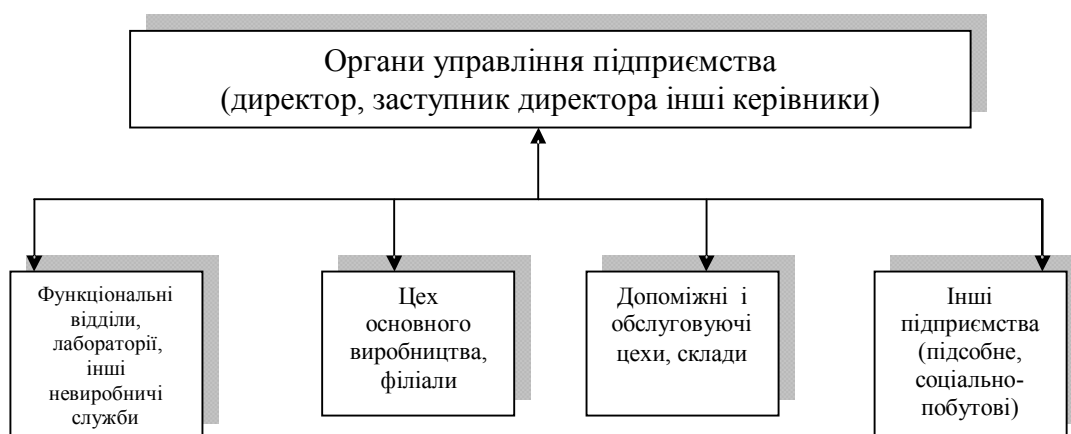 Органи управління підприємства
(директор, заступник директора інші керівники)
Функціональні
відділи,
лабораторії,
інші
невиробничі
служби
Цех
основного
виробництва,
філіали
Допоміжні і
обслуговуючі
цехи, склади
Інші
підприємства
(підсобне,
соціально-
побутові)